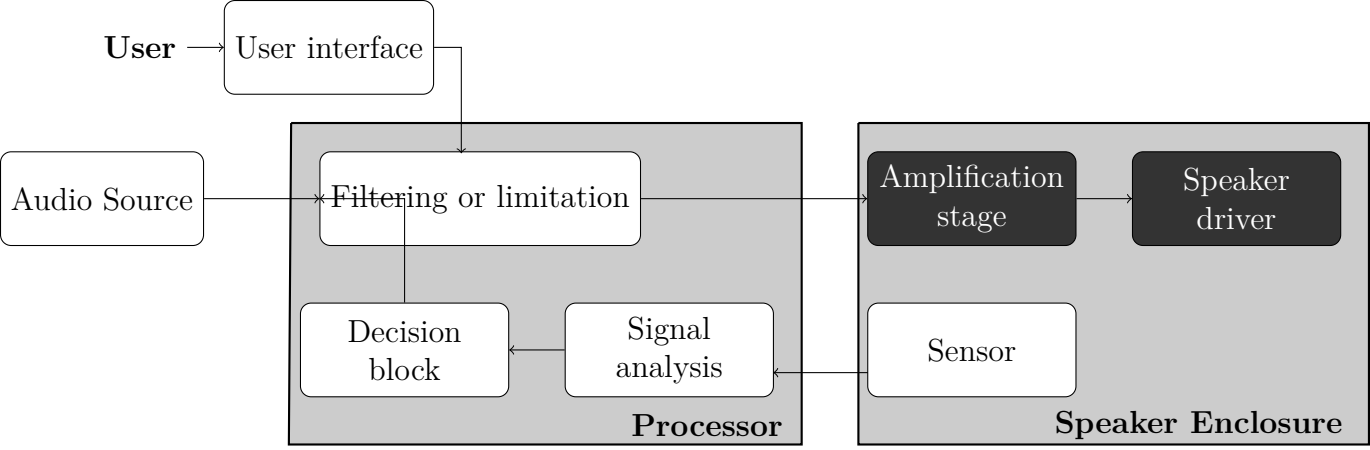 User
User interface
Audio Source
Filtering or limitation
Amplification
stage
Speaker
driver
Decision
block
Signal
analysis
Sensor
Processor
Speaker Enclosure